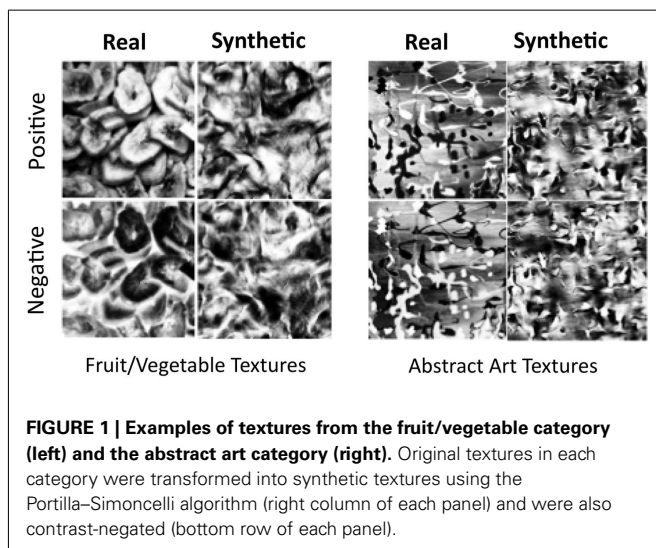 Real Synthetic Real Synthetic
Positive
Negative
Fruit/Vegetable Textures Abstract Art Textures
FIGURE 1 | Examples of textures from the fruit/vegetable category
(left) and the abstract art category (right). Original textures in each
category were transformed into synthetic textures using the
Portilla–Simoncelli algorithm (right column of each panel) and were also
contrast-negated (bottom row of each panel).